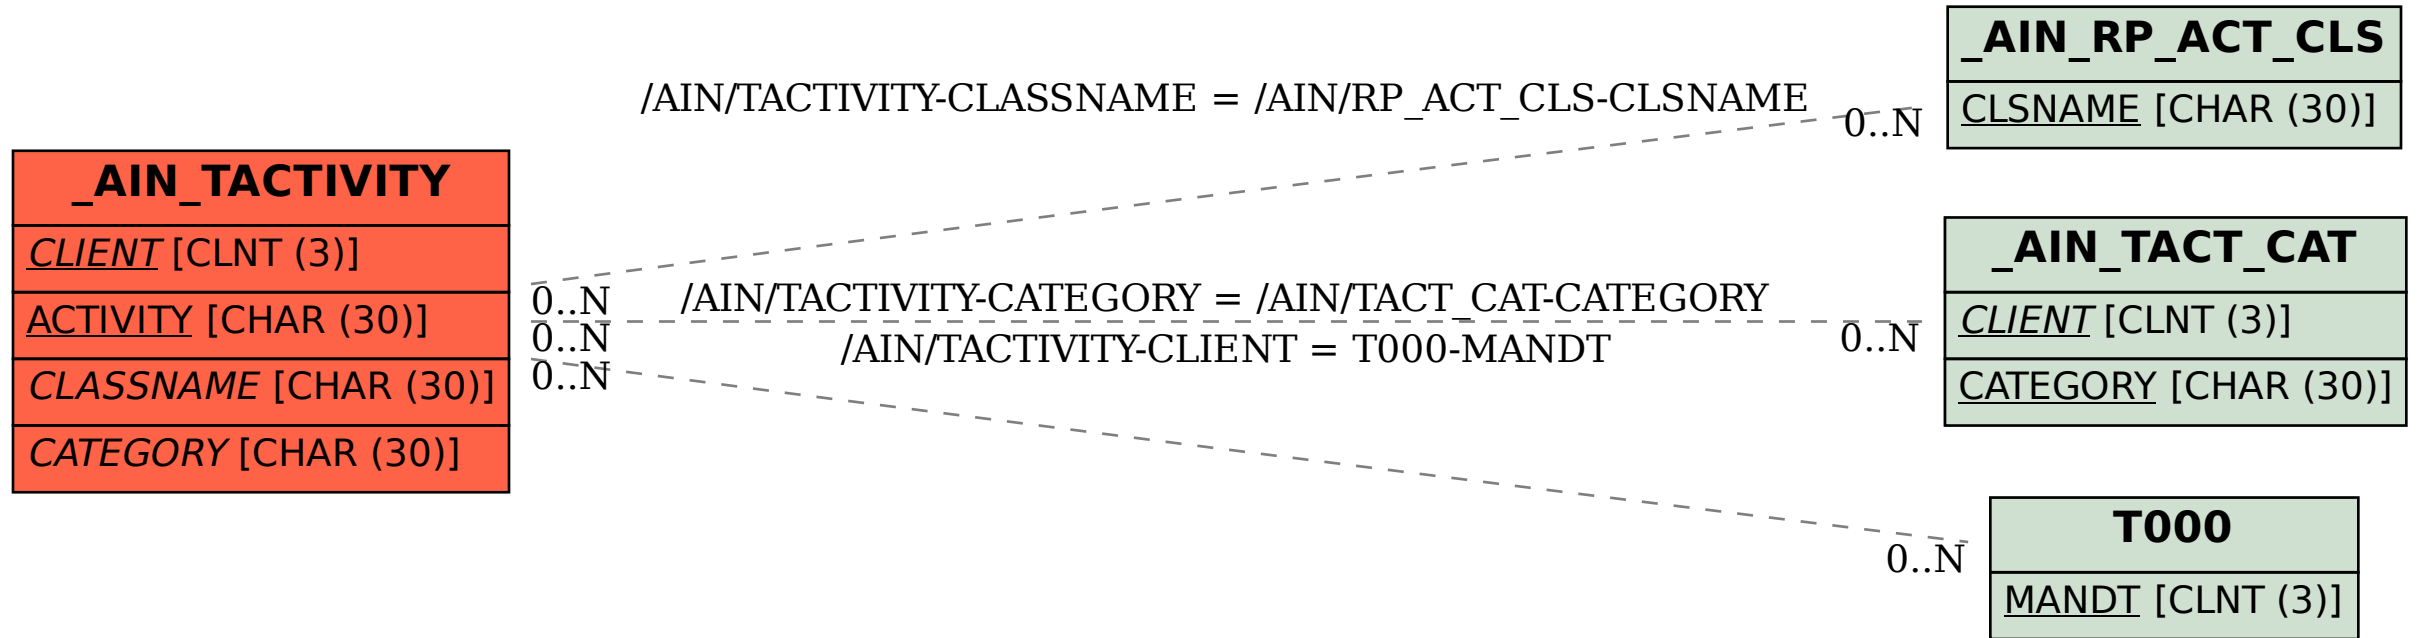 _AIN_TACTIVITY
CLIENT [CLNT (3)]
ACTIVITY [CHAR (30)]
CLASSNAME [CHAR (30)]
CATEGORY [CHAR (30)]
/AIN/TACTIVITY-CLASSNAME = /AIN/RP_ACT_CLS-CLSNAME
0..N
0..N
/AIN/TACTIVITY-CATEGORY = /AIN/TACT_CAT-CATEGORY
0..N
0..N
/AIN/TACTIVITY-CLIENT = T000-MANDT
0..N
0..N
_AIN_RP_ACT_CLS
CLSNAME [CHAR (30)]
_AIN_TACT_CAT
CLIENT [CLNT (3)]
CATEGORY [CHAR (30)]
T000
MANDT [CLNT (3)]